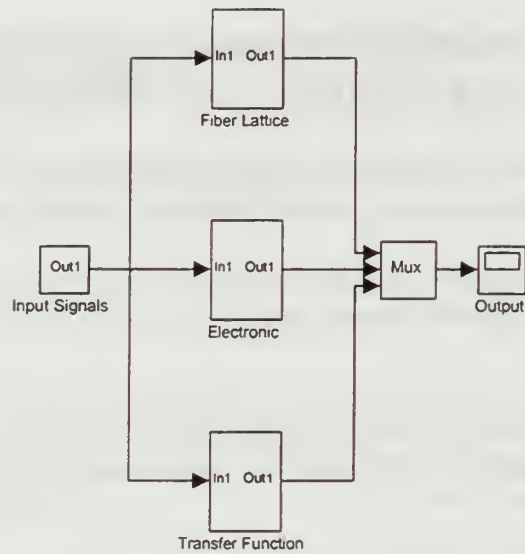 In1 Out1
Fiber Lattice
Out1
Input Signals
In1 Out1
Electronic
Mux
Output
In1 Out1
Transfer Function